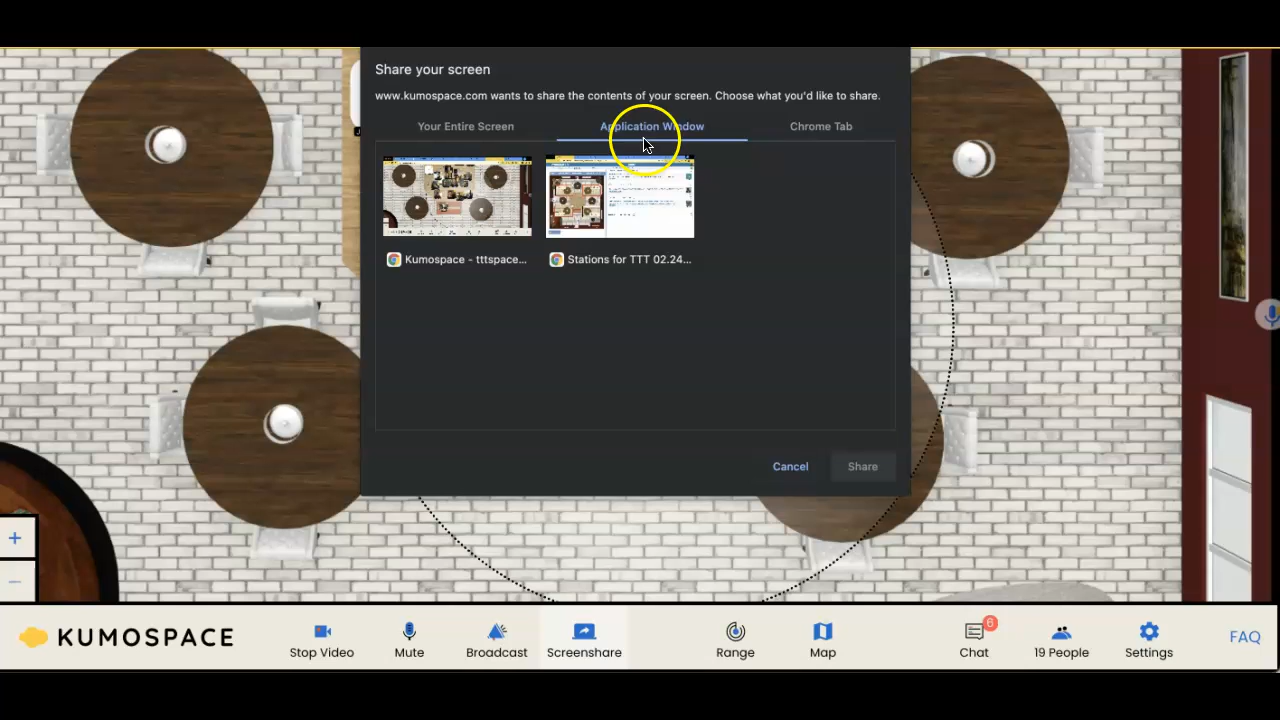 Share your screen
www.kumospace.com wants to share the contents of your screen. Choose what you'd like to share.
Your Entire Screen
Application Window
Chrome Tab
Kumospace - tttspace...
Stations for TTT 02.24...
Cancel
Share
+
−
KUMOSPACE
Stop Video
Mute
Broadcast
Screenshare
Range
Map
6
Chat
19 People
Settings
FAQ